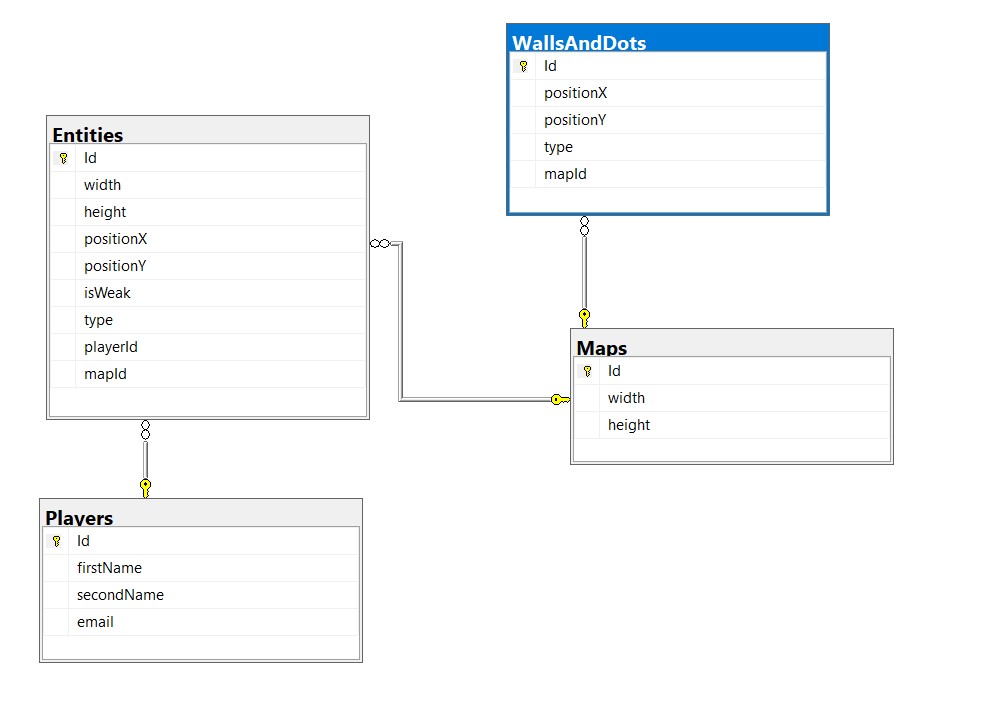 WallsAndDots
Id
positionX
positionY
type
mapId
Entities
Id
width
height
positionX
positionY
isWeak
type
playerId
mapId
Maps
Id
width
height
Players
Id
firstName
secondName
email